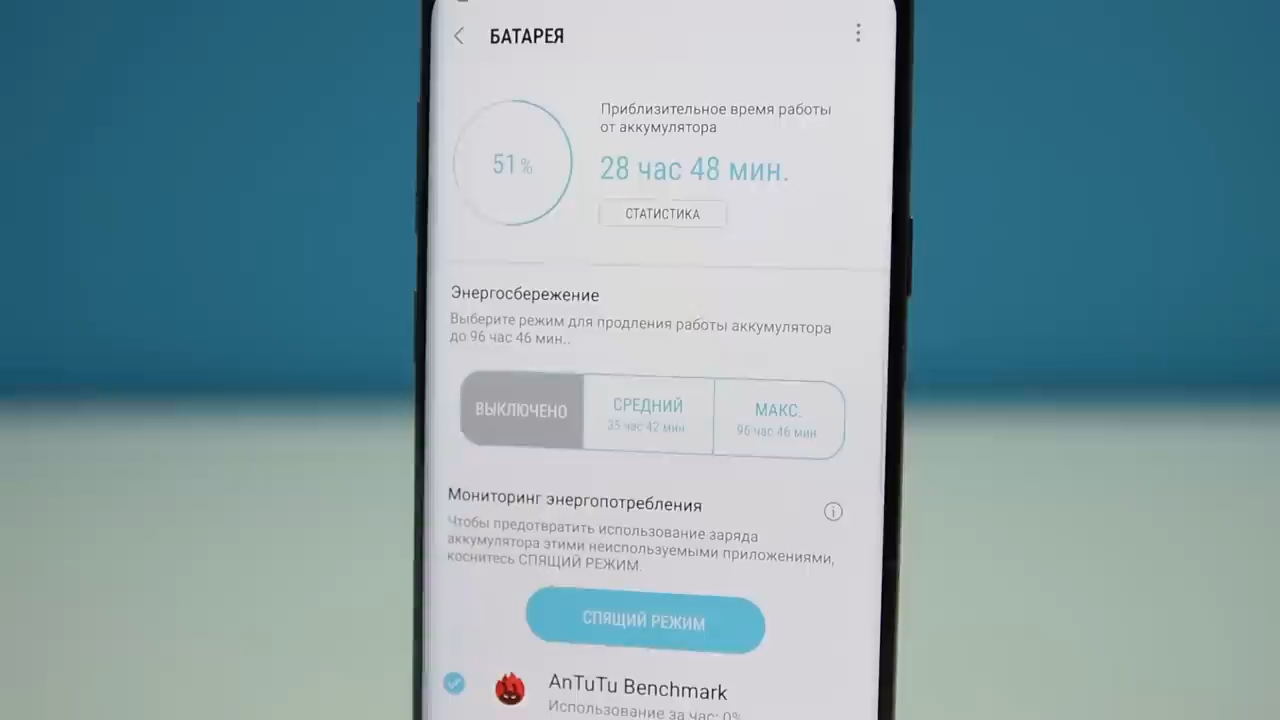 БАТАРЕЯ
Приблизительное время работы
от аккумулятора
51%
28 час 48 мин.
СТАТИСТИКА
Энергосбережение
Выберите режим для продления работы аккумулятора
до 96 час 46 мин..
ВЫКЛЮЧЕНО
СРЕДНИЙ
35 час 42 мин.
МАКС.
96 час 46 мин.
Мониторинг энергопотребления
Чтобы предотвратить использование заряда
аккумулятора этими неиспользуемыми приложениями,
коснитесь СПЯЩИЙ РЕЖИМ.
СПЯЩИЙ РЕЖИМ
AnTuTu Benchmark
Использование за час: 0%